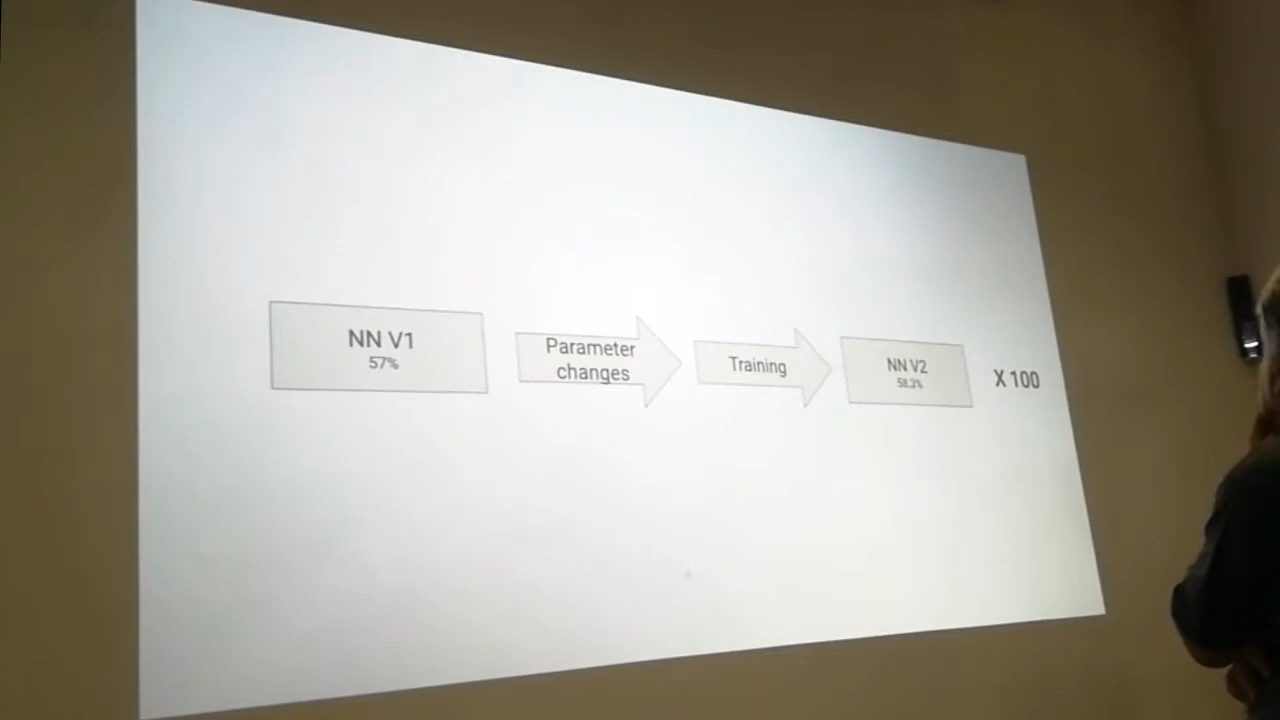 NN V1
57%
Parameter
changes
Training
NN V2
58.3%
X 100